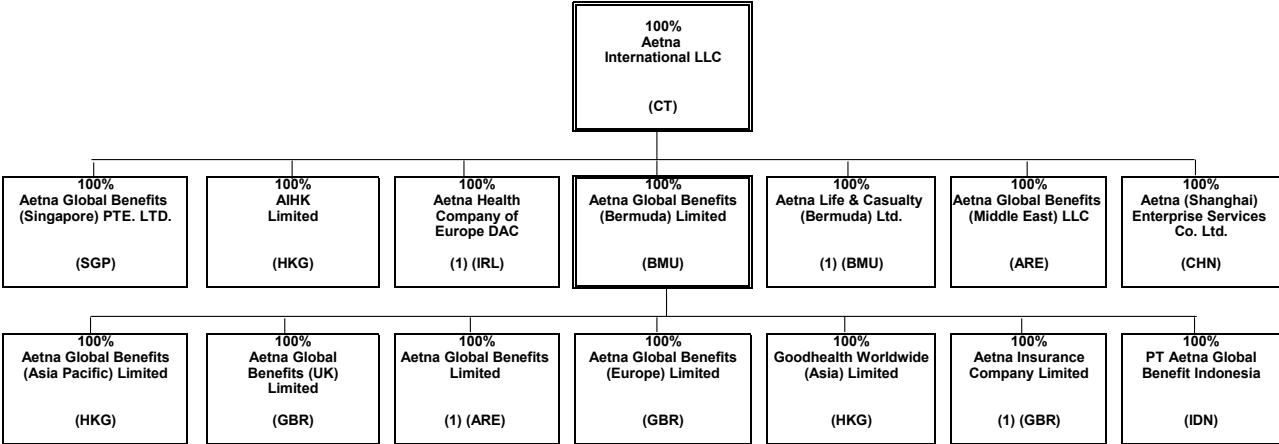 100%
Aetna
International LLC
(CT)
100%
Aetna Global Benefits
(Singapore) PTE. LTD.
(SGP)
100%
AIHK
Limited
(HKG)
100%
Aetna Health
Company of
Europe DAC
(1) (IRL)
100%
Aetna Global Benefits
(Bermuda) Limited
(BMU)
100%
Aetna Life & Casualty
(Bermuda) Ltd.
(1) (BMU)
100%
Aetna Global Benefits
(Middle East) LLC
(ARE)
100%
Aetna (Shanghai)
Enterprise Services
Co. Ltd.
(CHN)
100%
Aetna Global Benefits
(Asia Pacific) Limited
(HKG)
100%
Aetna Global
Benefits (UK)
Limited
(GBR)
100%
Aetna Global Benefits
Limited
(1) (ARE)
100%
Aetna Global Benefits
(Europe) Limited
(GBR)
100%
Goodhealth Worldwide
(Asia) Limited
(HKG)
100%
Aetna Insurance
Company Limited
(1) (GBR)
100%
PT Aetna Global
Benefit Indonesia
(IDN)